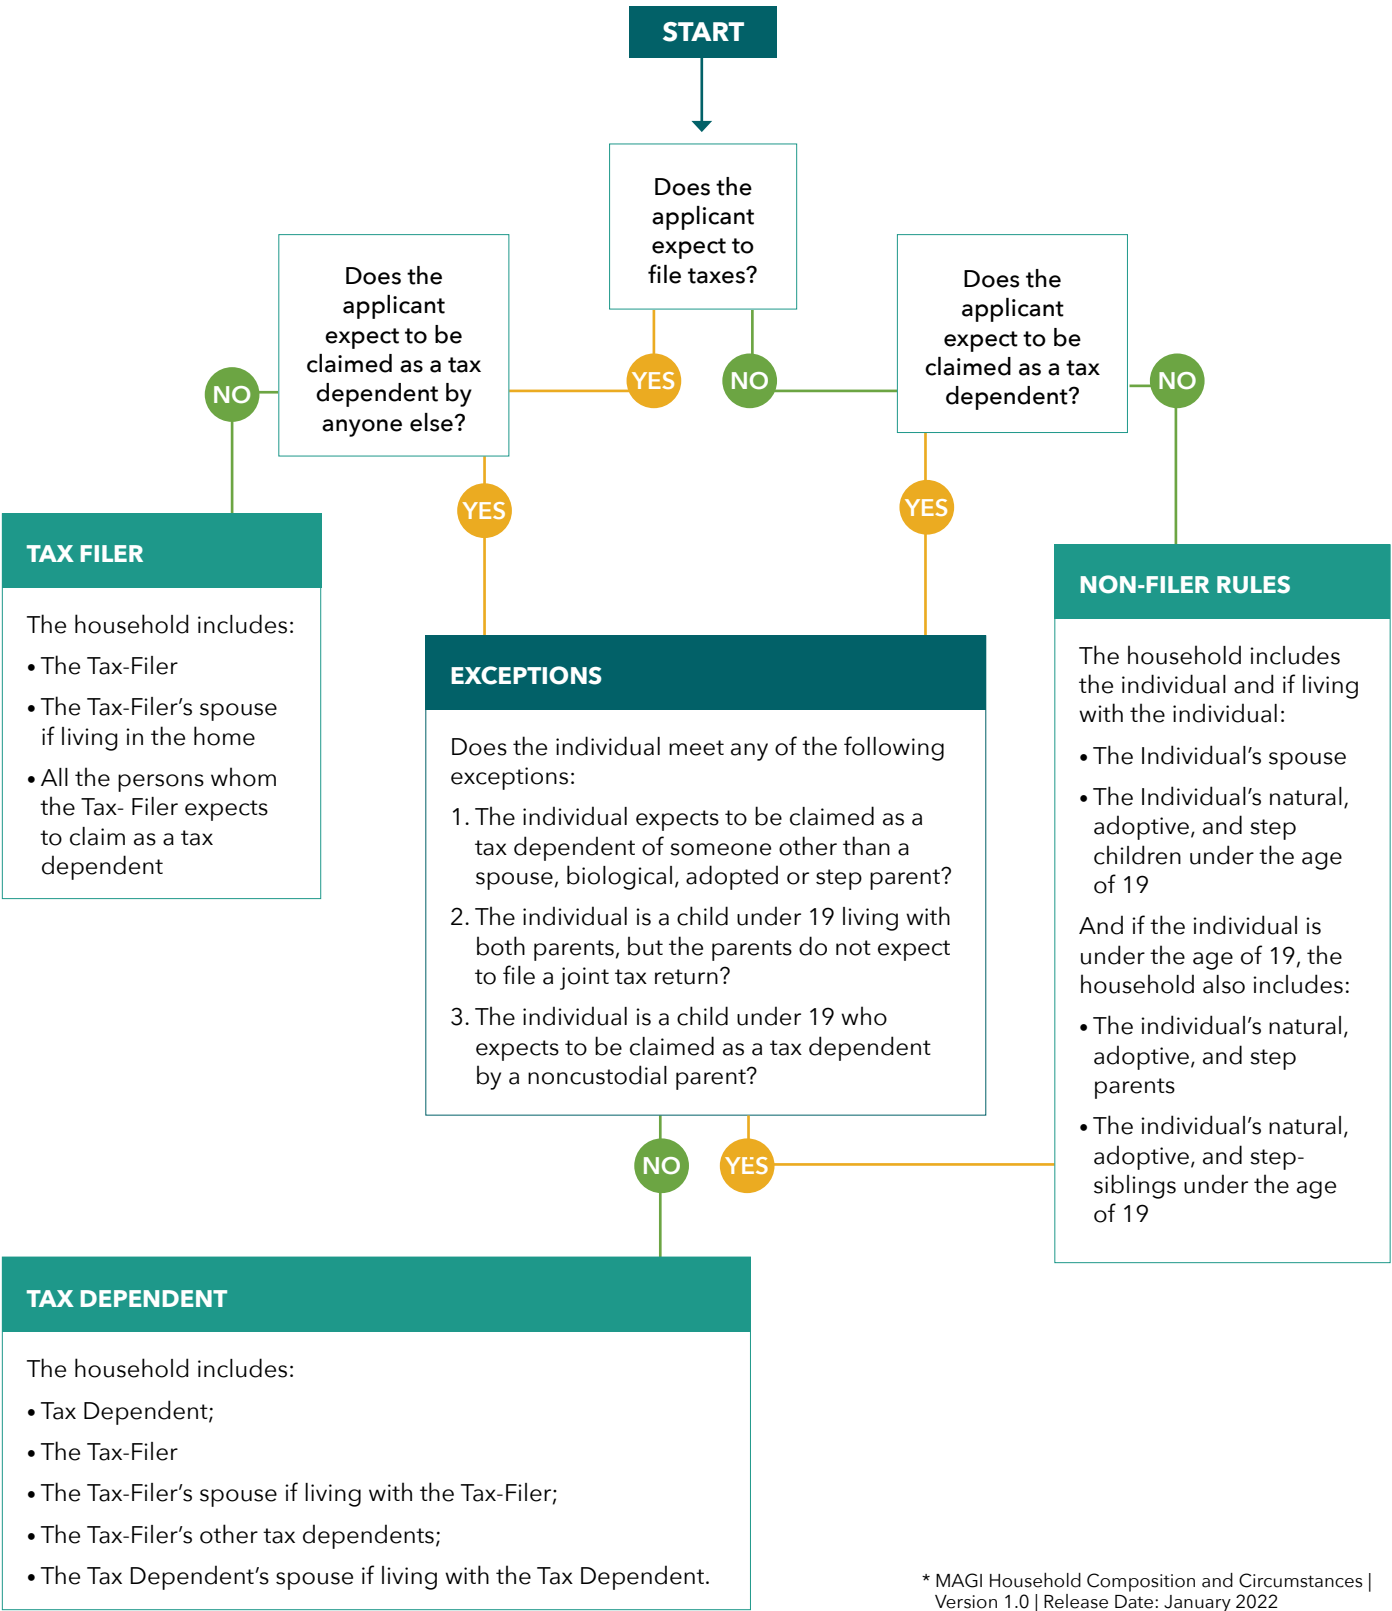 START
Does the
applicant
expect to
file taxes?
Does the
applicant
expect to be
claimed as a tax
dependent by
anyone else?
Does the
applicant
expect to be
claimed as a tax
dependent?
NO
YES
NO
NO
YES
YES
TAX FILER
The household includes:
• The Tax-Filer
• The Tax-Filer's spouse
if living in the home
• All the persons whom
the Tax- Filer expects
to claim as a tax
dependent
EXCEPTIONS
Does the individual meet any of the following
exceptions:
1. The individual expects to be claimed as a
tax dependent of someone other than a
spouse, biological, adopted or step parent?
2. The individual is a child under 19 living with
both parents, but the parents do not expect
to file a joint tax return?
3. The individual is a child under 19 who
expects to be claimed as a tax dependent
by a noncustodial parent?
NON-FILER RULES
The household includes
the individual and if living
with the individual:
• The Individual's spouse
• The Individual's natural,
adoptive, and step
children under the age
of 19
And if the individual is
under the age of 19, the
household also includes:
• The individual's natural,
adoptive, and step
parents
• The individual's natural,
adoptive, and step-
siblings under the age
of 19
NO
YES
TAX DEPENDENT
The household includes:
• Tax Dependent;
• The Tax-Filer
• The Tax-Filer's spouse if living with the Tax-Filer;
• The Tax-Filer's other tax dependents;
• The Tax Dependent's spouse if living with the Tax Dependent.
* MAGI Household Composition and Circumstances |
Version 1.0 | Release Date: January 2022